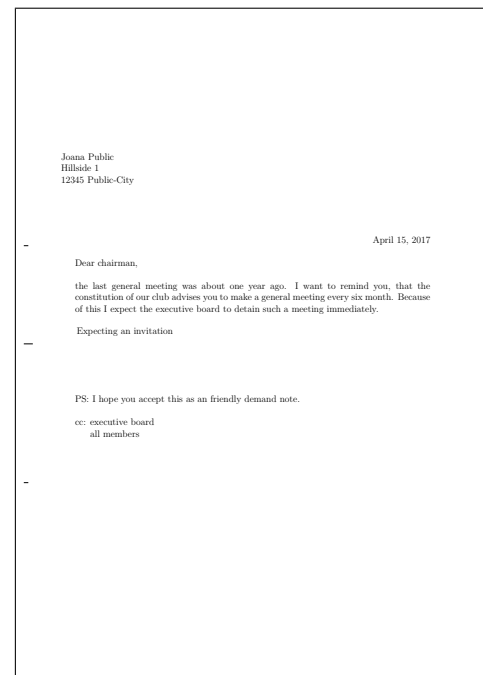 Joana Public
Hillside 1
12345 Public-City
April 15, 2017
Dear chairman,
the last general meeting was about one year ago. I want to remind you, that the
constitution of our club advises you to make a general meeting every six month. Because
of this I expect the executive board to detain such a meeting immediately.
Expecting an invitation
PS: I hope you accept this as an friendly demand note.
cc: executive board
all members